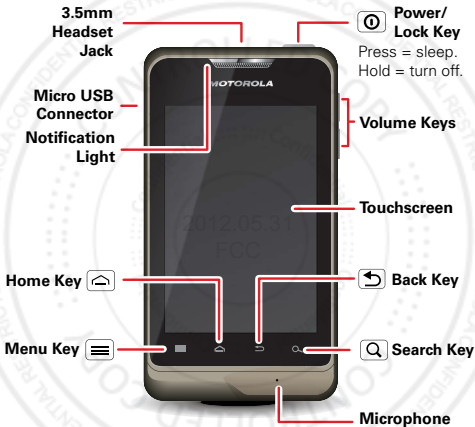 3.5mm
Headset
Jack
Power/
Lock Key
Press = sleep.
Hold = turn off.
Micro USB
Connector
Notification
Light
MOTOROLA
Volume Keys
Touchscreen
2012.05.31
FCC
Home Key
Back Key
Menu Key
Search Key
Microphone